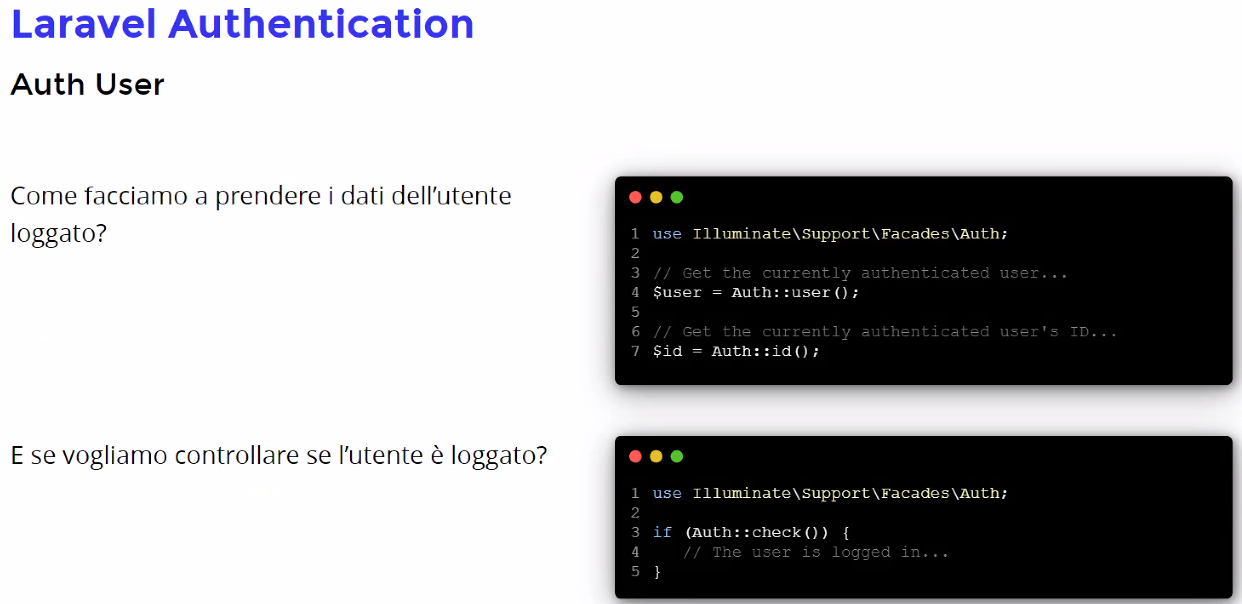 Laravel Authentication
Auth User
Come facciamo a prendere i dati dell’utente
loggato?
1 use Illuminate\Support\Facades\Auth;
2
3 // Get the currently authenticated user...
4 $user = Auth::user();
5
6 // Get the currently authenticated user's ID...
7 $id = Auth::id();
E se vogliamo controllare se l’utente è loggato?
1 use Illuminate\Support\Facades\Auth;
2
3 if (Auth::check()) {
4    // The user is logged in...
5 }